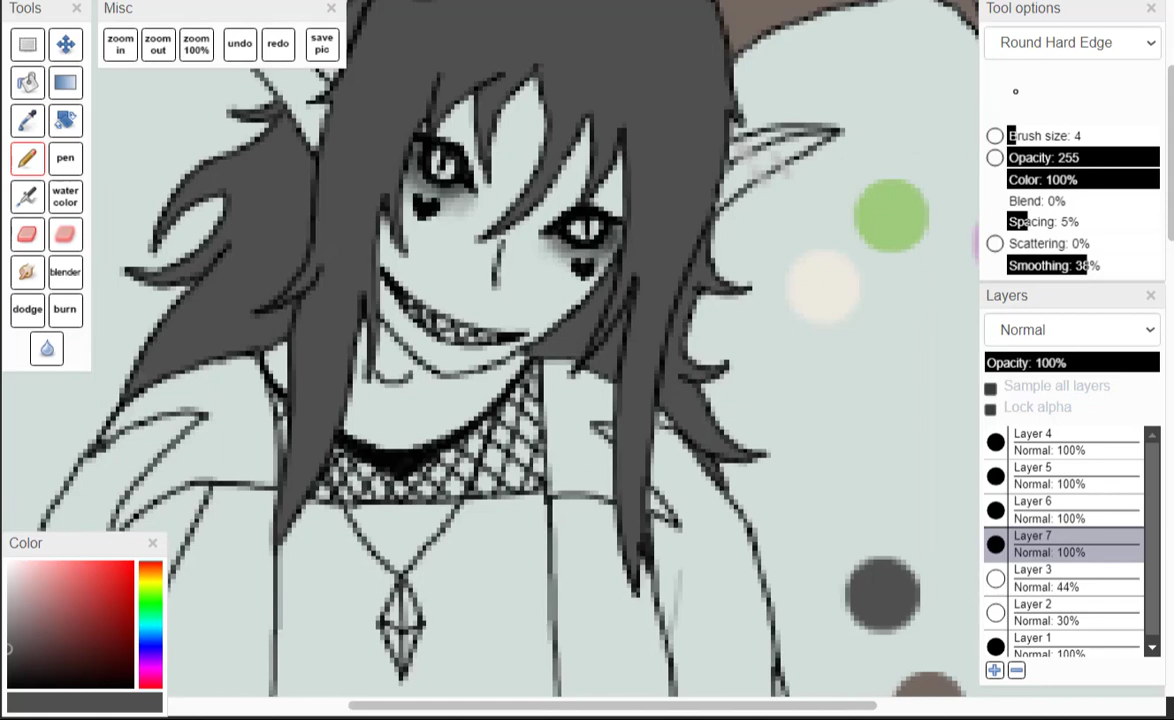 Tools
Misc
zoom in
zoom out
zoom 100%
undo
redo
save pic
pen
water color
blender
dodge
burn
Color
Tool options
Round Hard Edge
Brush size: 4
Opacity: 255
Color: 100%
Blend: 0%
Spacing: 5%
Scattering: 0%
Smoothing: 38%
Layers
Normal
Opacity: 100%
Sample all layers
Lock alpha
Layer 4
Normal: 100%
Layer 5
Normal: 100%
Layer 6
Normal: 100%
Layer 7
Normal: 100%
Layer 3
Normal: 44%
Layer 2
Normal: 30%
Layer 1
Normal: 100%